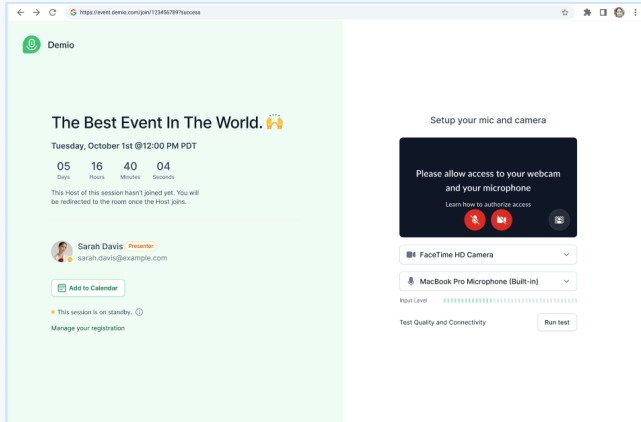 https://event.demio.com/join/123456789?success
Demio
The Best Event In The World. 🙌
Tuesday, October 1st @12:00 PM PDT
05 16 40 04
Days Hours Minutes Seconds
This Host of this session hasn't joined yet. You will
be redirected to the room once the Host joins.
Sarah Davis Presenter
sarah.davis@example.com
Add to Calendar
This session is on standby.
Manage your registration
Setup your mic and camera
Please allow access to your webcam
and your microphone
Learn how to authorize access
FaceTime HD Camera
MacBook Pro Microphone (Built-in)
Input Level
Test Quality and Connectivity Run test